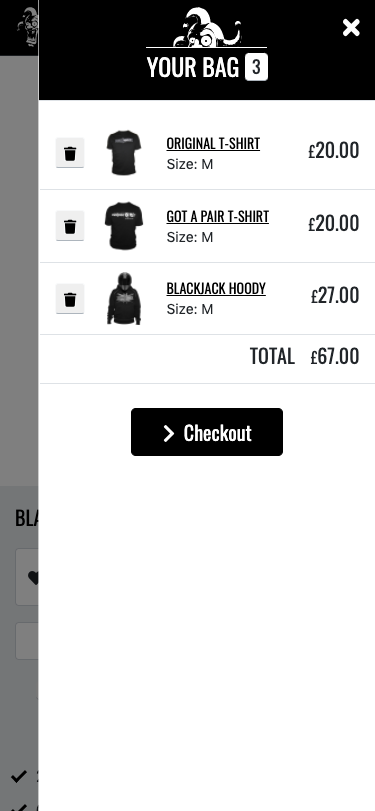 YOUR BAG 3
ORIGINAL T-SHIRT £20.00
Size: M
GOT A PAIR T-SHIRT £20.00
Size: M
BLACKJACK HOODY £27.00
Size: M
TOTAL £67.00
Checkout
BLA